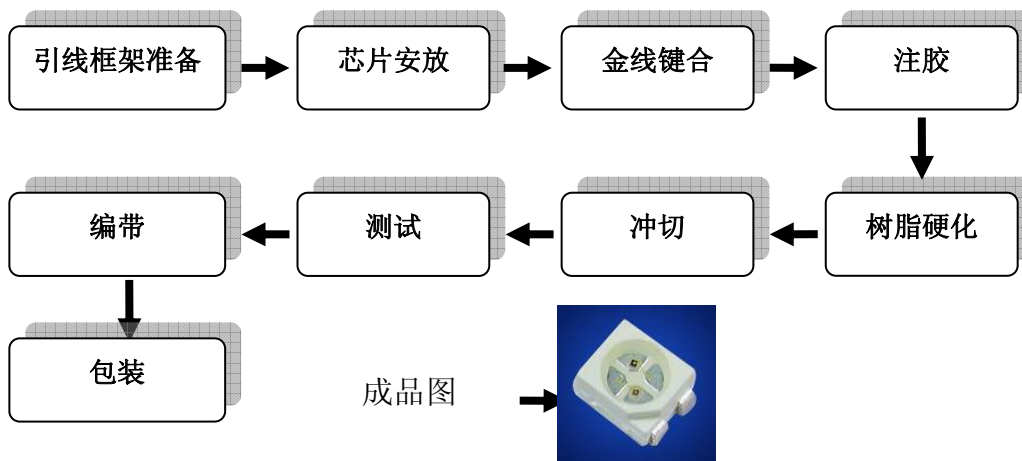 引线框架准备
芯片安放
金线键合
注胶
树脂硬化
冲切
测试
编带
包装
成品图